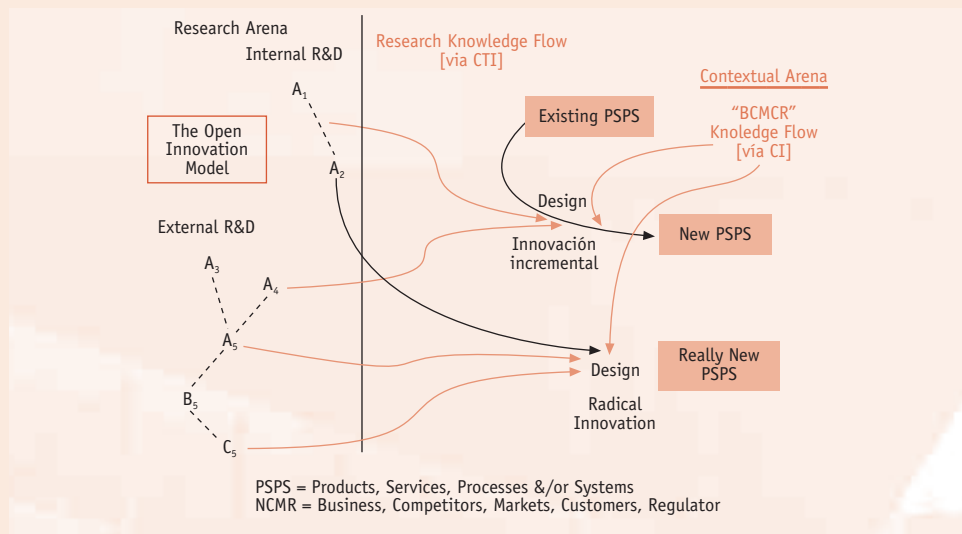 Research Arena
Internal R&D
A₁
A₂
The Open
Innovation
Model
External R&D
A₃
A₄
A₅
B₅
C₅
Research Knowledge Flow
[via CTI]
Contextual Arena
“BCMCR”
Knoledge Flow
[vía CI]
Existing PSPS
Design
Innovación
incremental
New PSPS
Design
Radical
Innovation
Really New
PSPS
PSPS = Products, Services, Processes &/or Systems
NCMR = Business, Competitors, Markets, Customers, Regulator